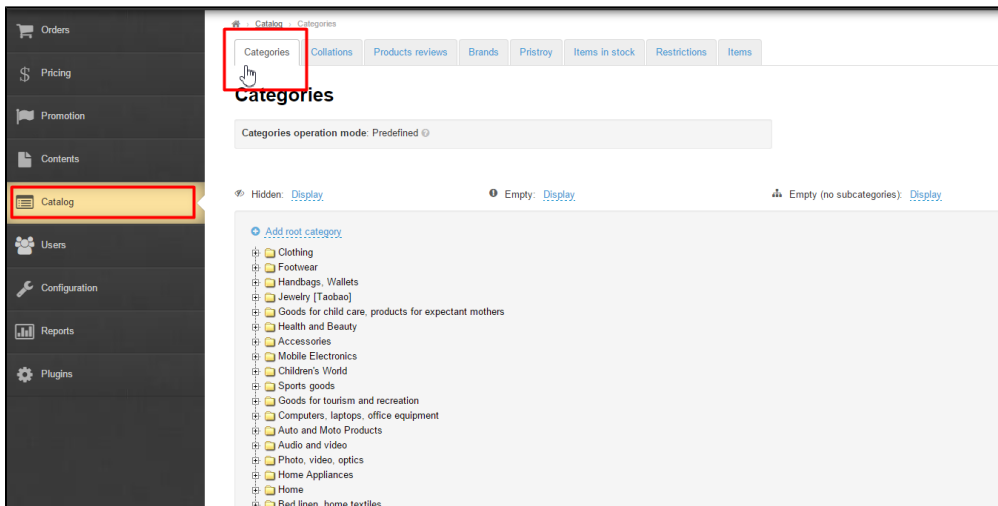 Orders
Pricing
Promotion
Contents
Catalog
Users
Configuration
Reports
Plugins
Catalog Categories
Categories Collations Products reviews Brands Pristroy Items in stock Restrictions Items
Categories
Categories operation mode: Predefined
Hidden: Display Empty: Display Empty (no subcategories): Display
Add root category
Clothing
Footwear
Handbags, Wallets
Jewelry [Taobao]
Goods for child care, products for expectant mothers
Health and Beauty
Accessories
Mobile Electronics
Children's World
Sports goods
Goods for tourism and recreation
Computers, laptops, office equipment
Auto and Moto Products
Audio and video
Photo, video, optics
Home Appliances
Home
Bed linen, home textiles